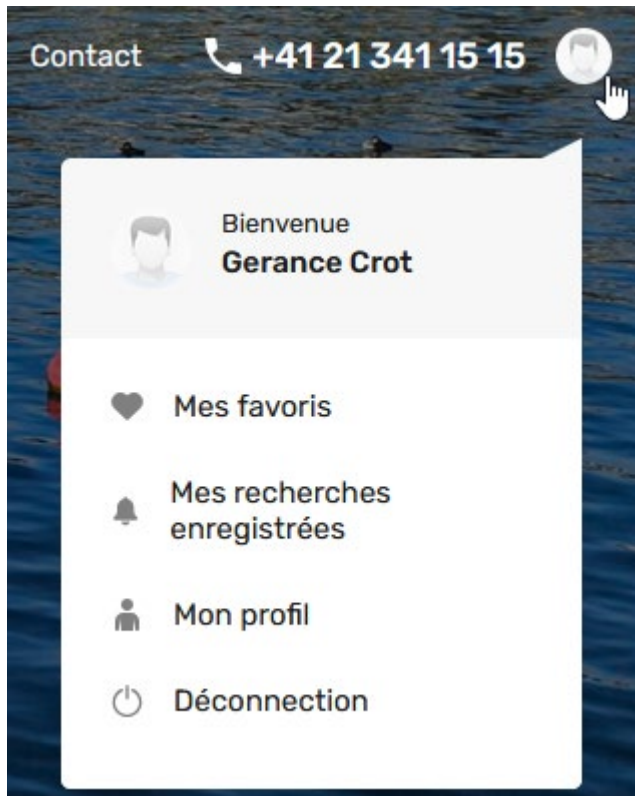 Contact +41 21 341 15 15
Bienvenue
Gerance Crot
Mes favoris
Mes recherches
enregistrées
Mon profil
Déconnection